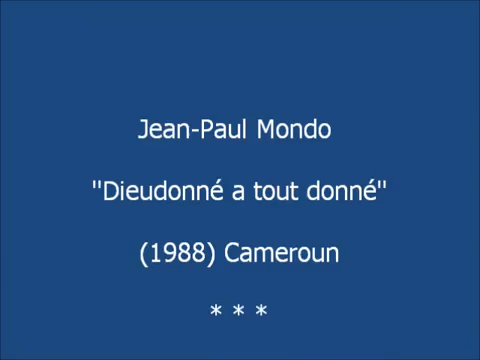 Jean-Paul Mondo
"Dieudonné a tout donné"
(1988) Cameroun
* * *